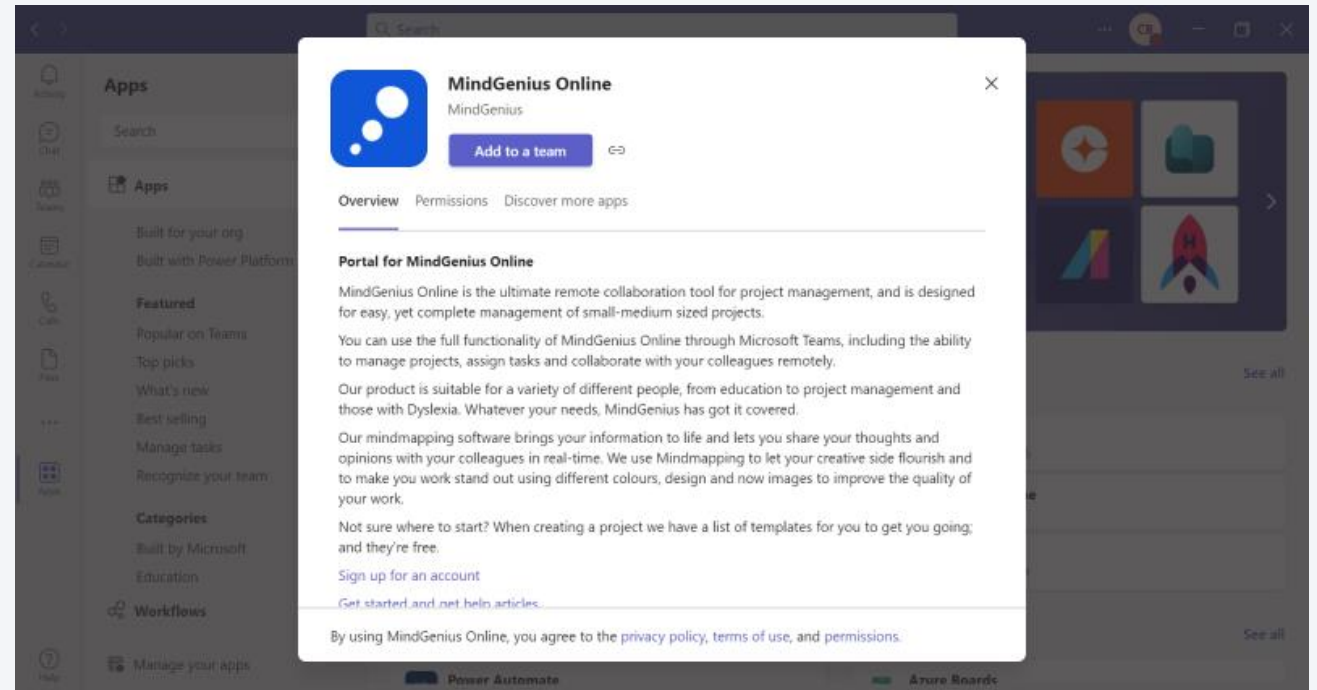 Search
CB
Activity
Chat
Teams
Calendar
Calls
Files
Apps
Help
Apps
Search
Apps
Built for your org
Built with Power Platform
Featured
Popular on Teams
Top picks
What's new
Best selling
Manage tasks
Recognize your team
Categories
Built by Microsoft
Education
Workflows
Manage your apps
MindGenius Online
MindGenius
Add to a team
Overview Permissions Discover more apps
Portal for MindGenius Online
MindGenius Online is the ultimate remote collaboration tool for project management, and is designed
for easy, yet complete management of small-medium sized projects.
You can use the full functionality of MindGenius Online through Microsoft Teams, including the ability
to manage projects, assign tasks and collaborate with your colleagues remotely.
Our product is suitable for a variety of different people, from education to project management and
those with Dyslexia. Whatever your needs, MindGenius has got it covered.
Our mindmapping software brings your information to life and lets you share your thoughts and
opinions with your colleagues in real-time. We use Mindmapping to let your creative side flourish and
to make you work stand out using different colours, design and now images to improve the quality of
your work.
Not sure where to start? When creating a project we have a list of templates for you to get you going;
and they're free.
Sign up for an account
Get started and get help articles.
By using MindGenius Online, you agree to the privacy policy, terms of use, and permissions.
H
See all
See all
Power Automate
Azure Boards